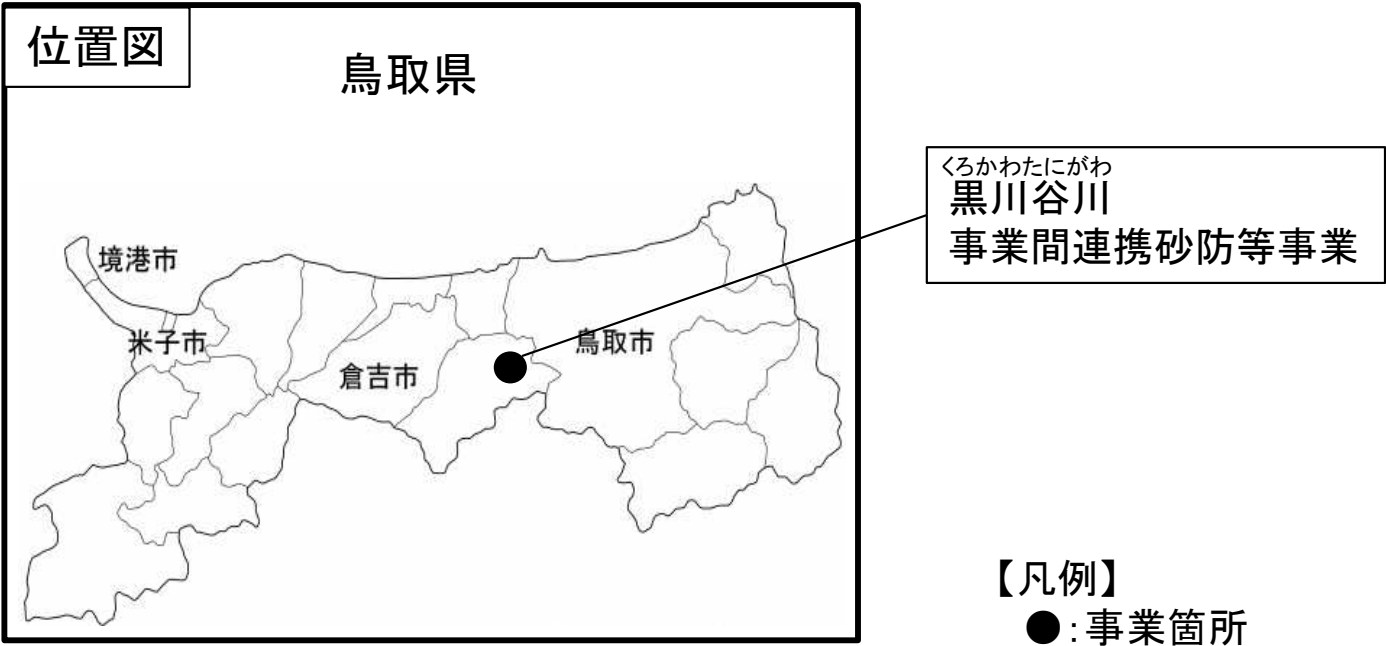 位置図
鳥取県
くろかわたにがわ
黒川谷川
事業間連携砂防等事業
境港市
米子市
倉吉市
鳥取市
【凡例】
●:事業箇所